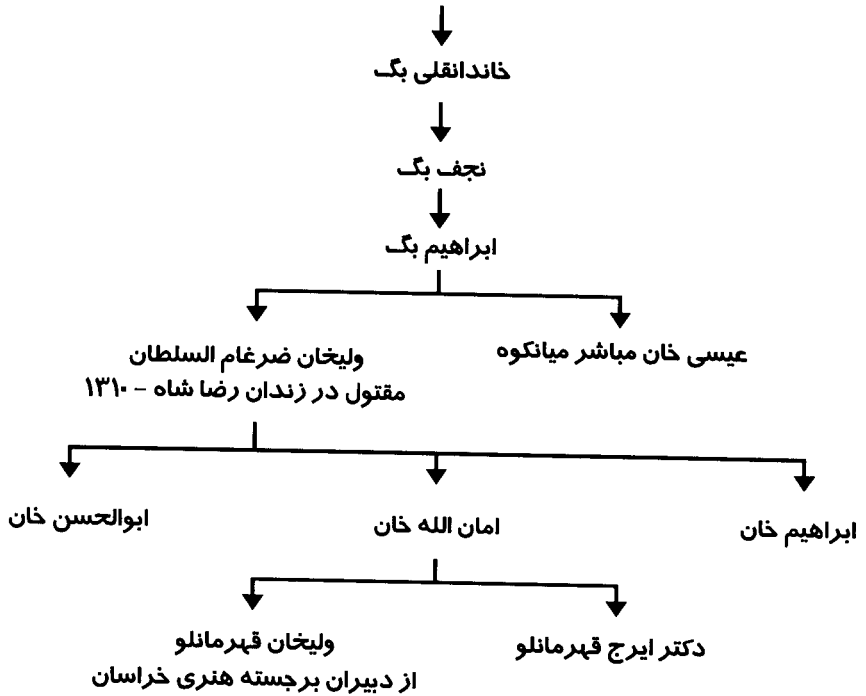 خاندانقلی بگ
نجف بگ
ابراهیم بگ
عیسی خان مباشر میانکوه
ولیخان ضرغام السلطان
مقتول در زندان رضا شاه - ۱۳۱۰
ابراهیم خان
امان الله خان
ابوالحسن خان
دکتر ایرج قهرمانلو
ولیخان قهرمانلو
از دبیران برجسته هنری خراسان